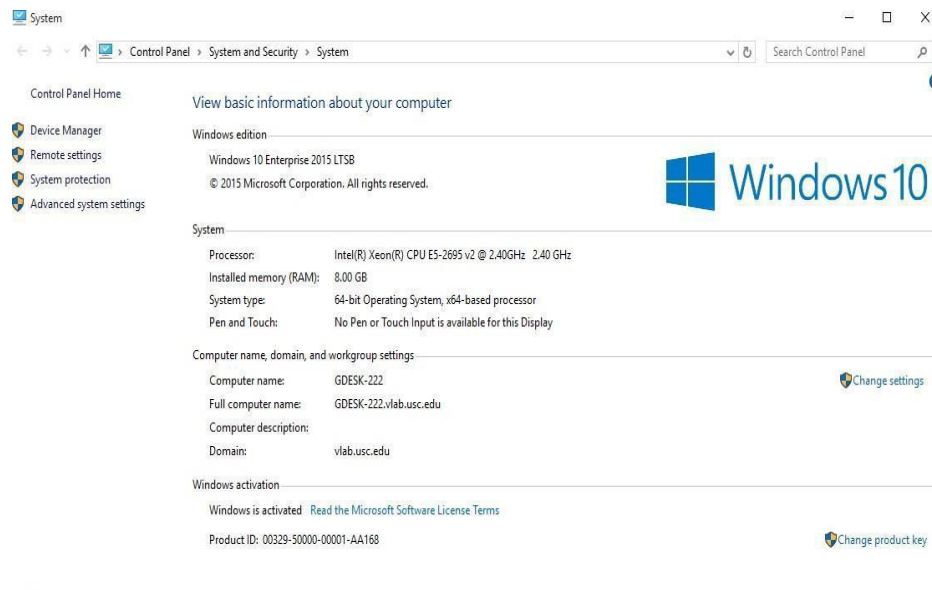 System
Control Panel > System and Security > System
Search Control Panel
Control Panel Home
Device Manager
Remote settings
System protection
Advanced system settings
View basic information about your computer
Windows edition
Windows 10 Enterprise 2015 LTSB
© 2015 Microsoft Corporation. All rights reserved.
Windows 10
System
Processor: Intel(R) Xeon(R) CPU E5-2695 v2 @ 2.40GHz 2.40 GHz
Installed memory (RAM): 8.00 GB
System type: 64-bit Operating System, x64-based processor
Pen and Touch: No Pen or Touch Input is available for this Display
Computer name, domain, and workgroup settings
Computer name: GDESK-222 Change settings
Full computer name: GDESK-222.vlab.usc.edu
Computer description:
Domain: vlab.usc.edu
Windows activation
Windows is activated Read the Microsoft Software License Terms
Product ID: 00329-50000-00001-AA168 Change product key